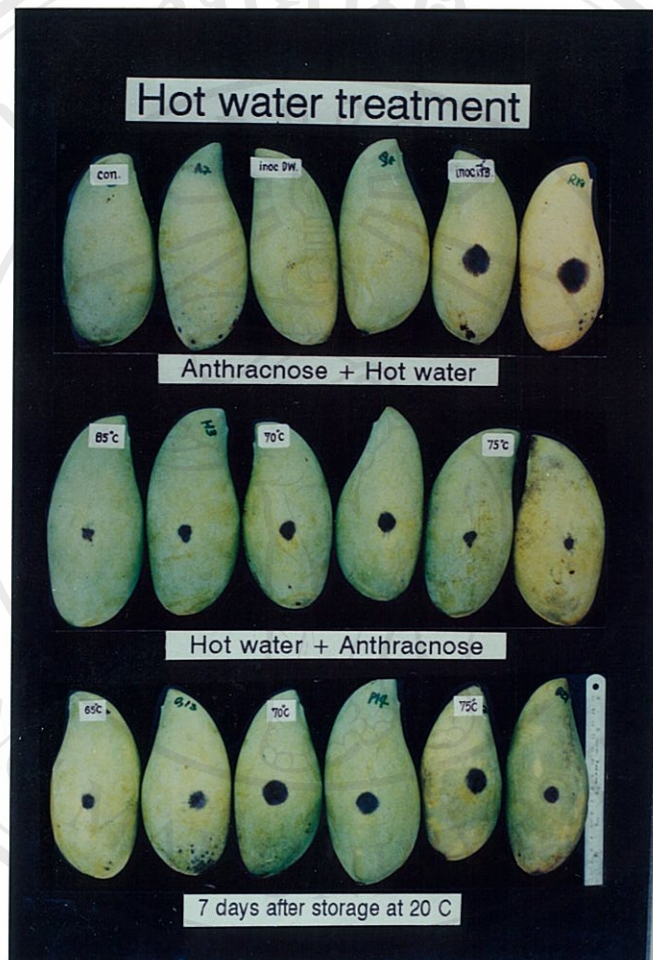 Hot water treatment
con.
inoc DW.
Anthracnose + Hot water
65°C
70°C
75°C
Hot water + Anthracnose
65°C
70°C
75°C
7 days after storage at 20 C